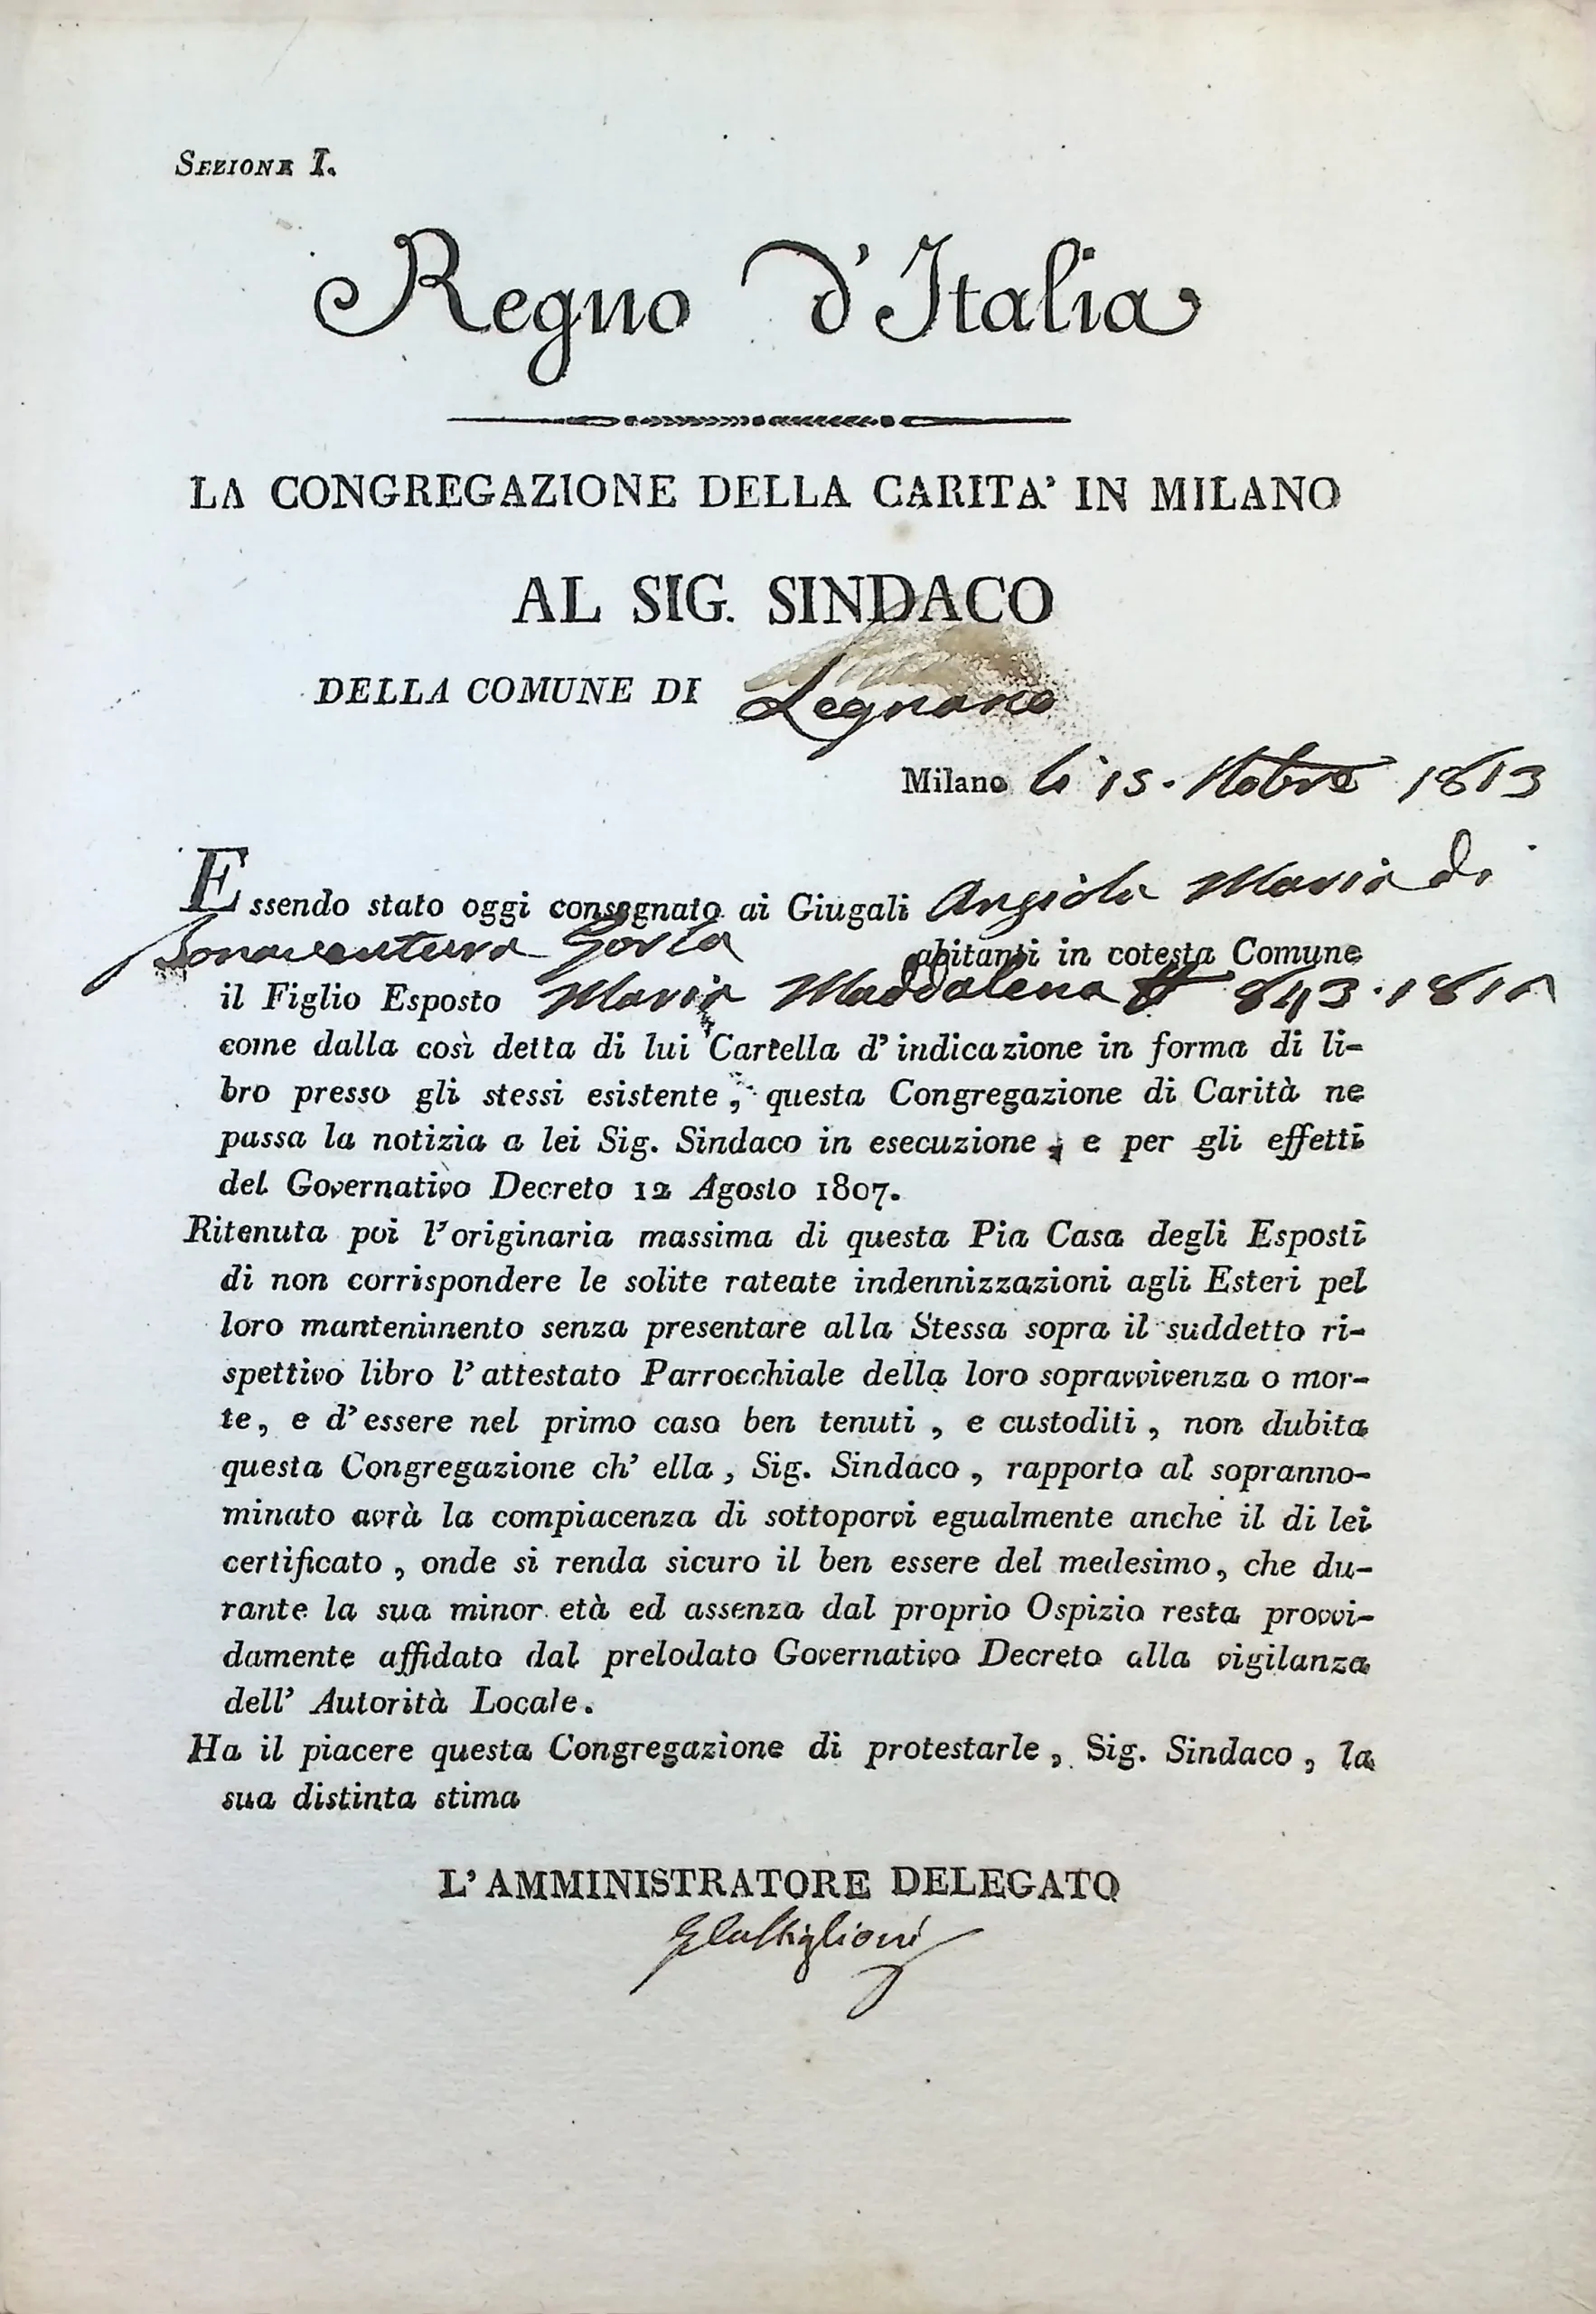 SEZIONE I.
Regno d'Italia
LA CONGREGAZIONE DELLA CARITA' IN MILANO
AL SIG. SINDACO
DELLA COMUNE DI Legnano
Milano li 15. 1813
Essendo stato oggi consegnato ai Giugali Angiola Maria di
Bonaventura Gorla abitanti in cotesta Comune
il Figlio Esposto Maria Maddalena 843.
come dalla così detta di lui Cartella d'indicazione in forma di li-
bro presso gli stessi esistente, questa Congregazione di Carità ne
passa la notizia a lei Sig. Sindaco in esecuzione, e per gli effetti
del Governativo Decreto 12 Agosto 1807.
Ritenuta poi l'originaria massima di questa Pia Casa degli Esposti
di non corrispondere le solite rateate indennizzazioni agli Esteri pel
loro mantenimento senza presentare alla Stessa sopra il suddetto ri-
spettivo libro l'attestato Parrocchiale della loro sopravvivenza o mor-
te, e d'essere nel primo caso ben tenuti, e custoditi, non dubita
questa Congregazione ch'ella, Sig. Sindaco, rapporto al sopranno-
minato avrà la compiacenza di sottoporvi egualmente anche il di lei
certificato, onde si renda sicuro il ben essere del medesimo, che du-
rante la sua minor età ed assenza dal proprio Ospizio resta provvi-
damente affidato dal prelodato Governativo Decreto alla vigilanza
dell'Autorità Locale.
Ha il piacere questa Congregazione di protestarle, Sig. Sindaco, la
sua distinta stima
L'AMMINISTRATORE DELEGATO